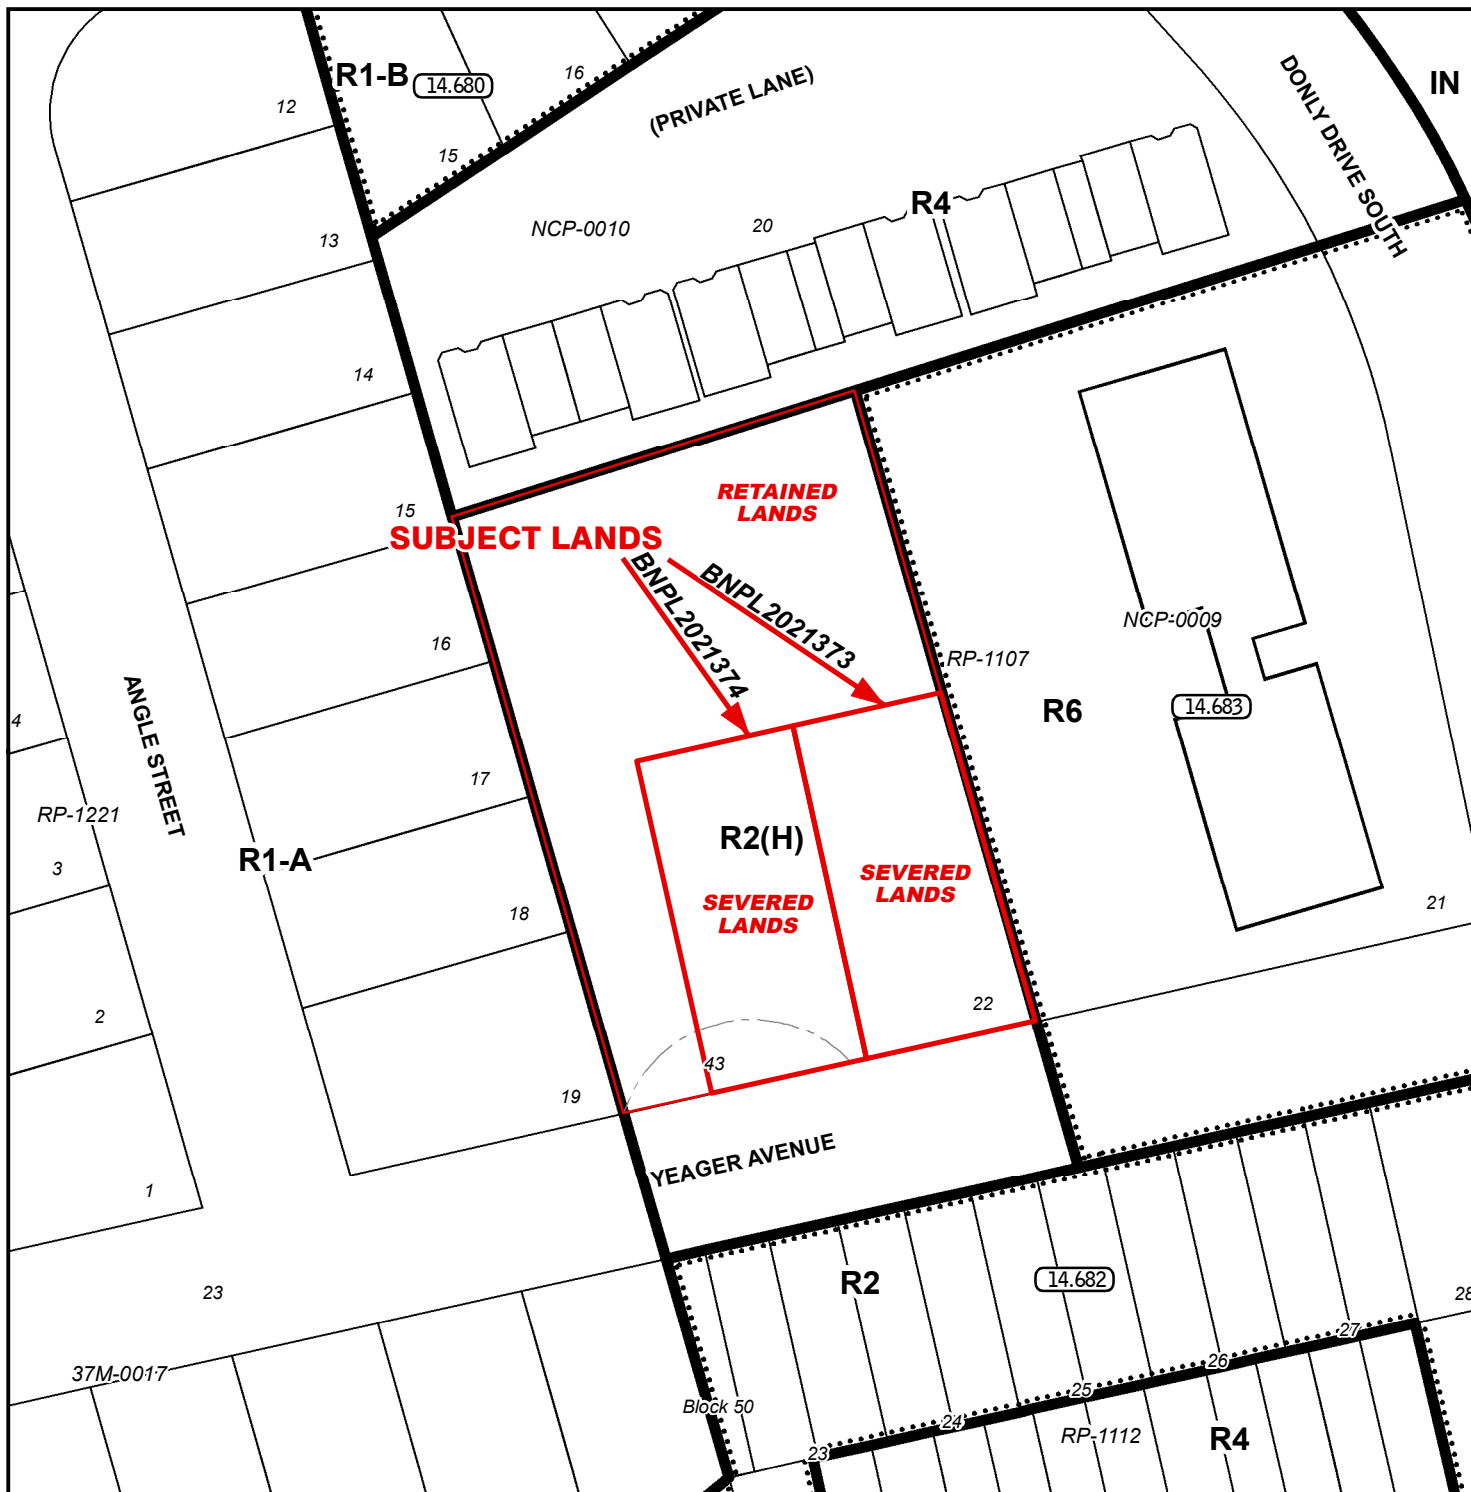 R1-B
14.680
16
12
15
(PRIVATE LANE)
DONLY DRIVE SOUTH
IN
13
NCP-0010
20
R4
14
15
RETAINED
LANDS
SUBJECT LANDS
BNPL2021374
BNPL2021373
16
NCP-0009
RP-1107
R6
14.683
4
ANGLE STREET
17
RP-1221
R2(H)
3
R1-A
SEVERED
LANDS
SEVERED
LANDS
18
21
2
22
43
19
YEAGER AVENUE
1
23
R2
14.682
28
27
26
37M-0017
25
Block 50
24
RP-1112
R4
23